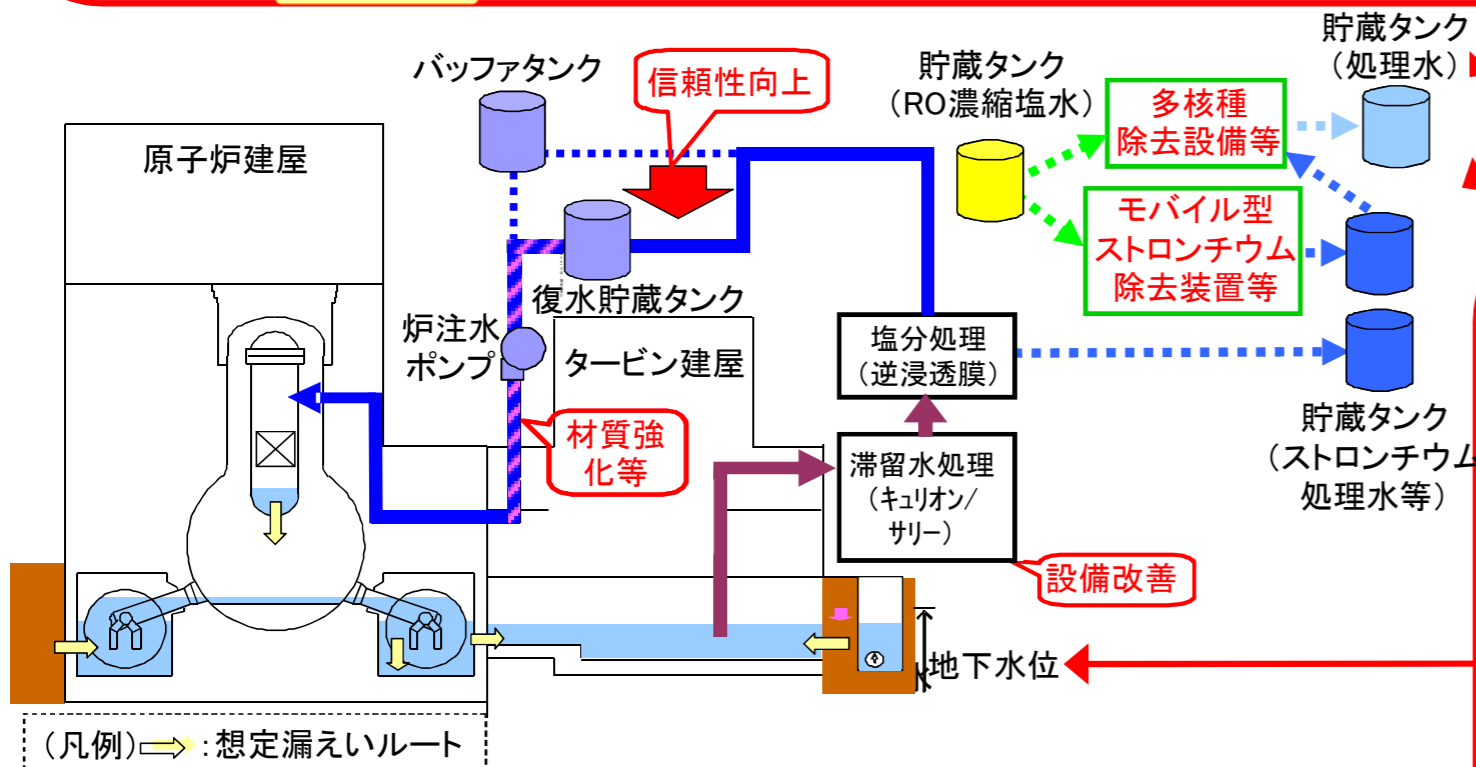 貯蔵タンク
（処理水）
バッファタンク
信頼性向上
貯蔵タンク
（RO濃縮塩水）
多核種
除去設備等
原子炉建屋
モバイル型
ストロンチウム
除去装置等
復水貯蔵タンク
炉注水
ポンプ
タービン建屋
塩分処理
（逆浸透膜）
材質強
化等
貯蔵タンク
（ストロンチウム
処理水等）
滞留水処理
（キュリオン/
サリー）
設備改善
地下水位
（凡例） ：想定漏えいルート